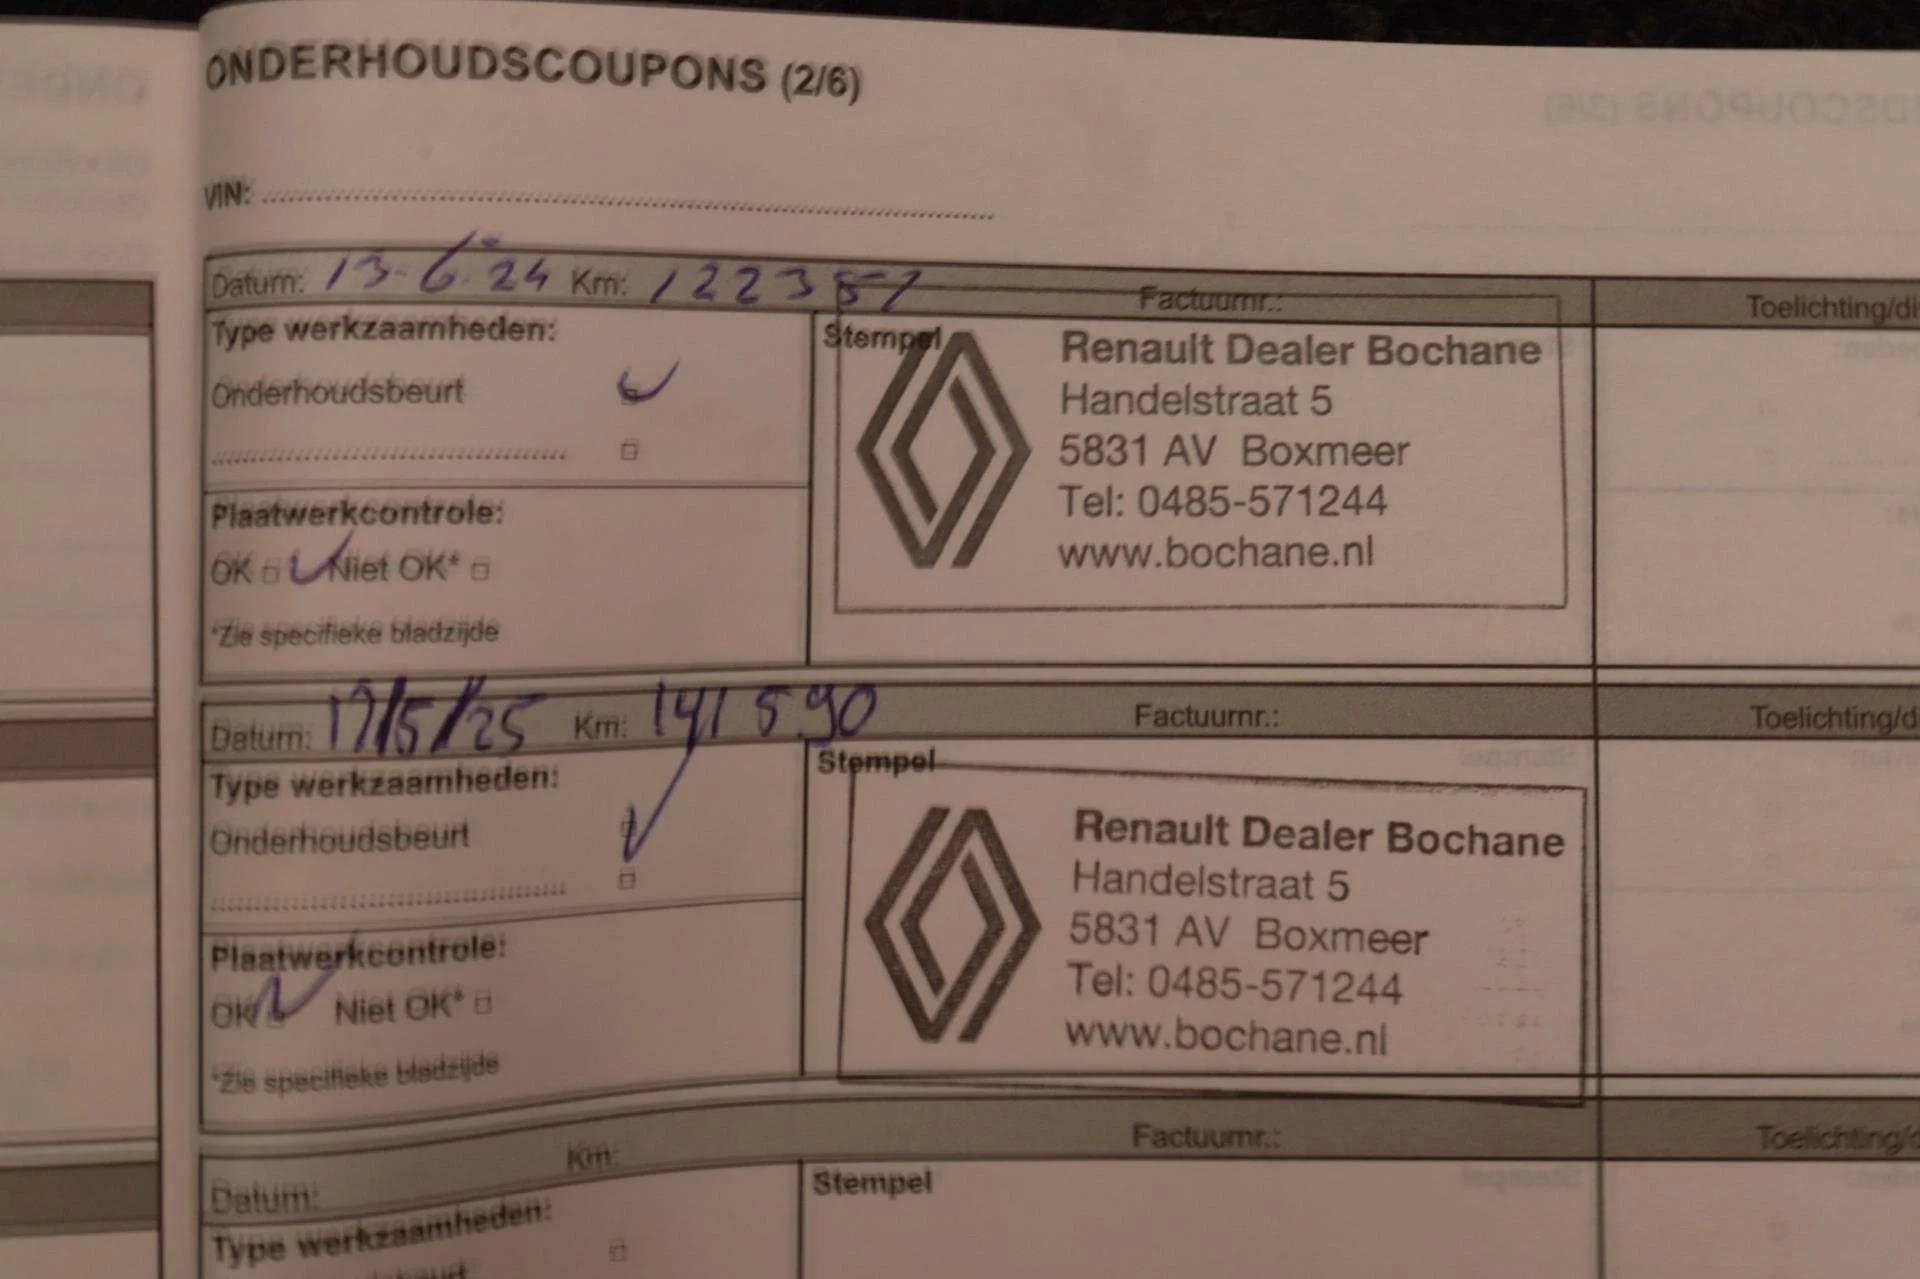 ONDERHOUDSCOUPONS (2/6)
VIN:
Datum: 13-6-24 Km: 122351 Factuurnr.: Toelichting/di
Type werkzaamheden:
Onderhoudsbeurt
Plaatwerkcontrole:
OK Niet OK*
*Zie specifieke bladzijde
Stempel
Renault Dealer Bochane
Handelstraat 5
5831 AV Boxmeer
Tel: 0485-571244
www.bochane.nl
Datum: 17/5/25 Km: 141590 Factuurnr.: Toelichting/d
Type werkzaamheden:
Onderhoudsbeurt
Plaatwerkcontrole:
OK Niet OK*
*Zie specifieke bladzijde
Stempel
Renault Dealer Bochane
Handelstraat 5
5831 AV Boxmeer
Tel: 0485-571244
www.bochane.nl
Datum: Km: Factuurnr.: Toelichting/d
Type werkzaamheden:
Stempel